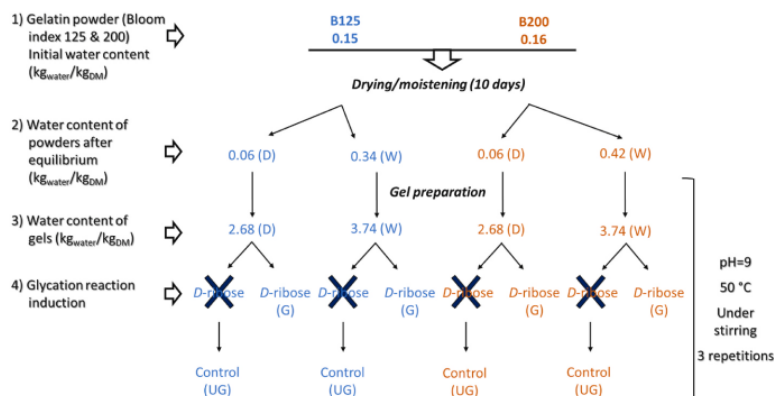 1) Gelatin powder (Bloom
index 125 & 200)
Initial water content
(kgwater/kgDM)
B125
0.15
B200
0.16
Drying/moistening (10 days)
2) Water content of
powders after
equilibrium
(kgwater/kgDM)
0.06 (D)
0.34 (W)
0.06 (D)
0.42 (W)
Gel preparation
3) Water content of
gels (kgwater/kgDM)
2.68 (D)
3.74 (W)
2.68 (D)
3.74 (W)
4) Glycation reaction
induction
D-ribose
D-ribose
(G)
D-ribose
D-ribose
(G)
D-ribose
D-ribose
(G)
D-ribose
D-ribose
(G)
Control
(UG)
Control
(UG)
Control
(UG)
Control
(UG)
pH=9
50 °C
Under
stirring
3 repetitions